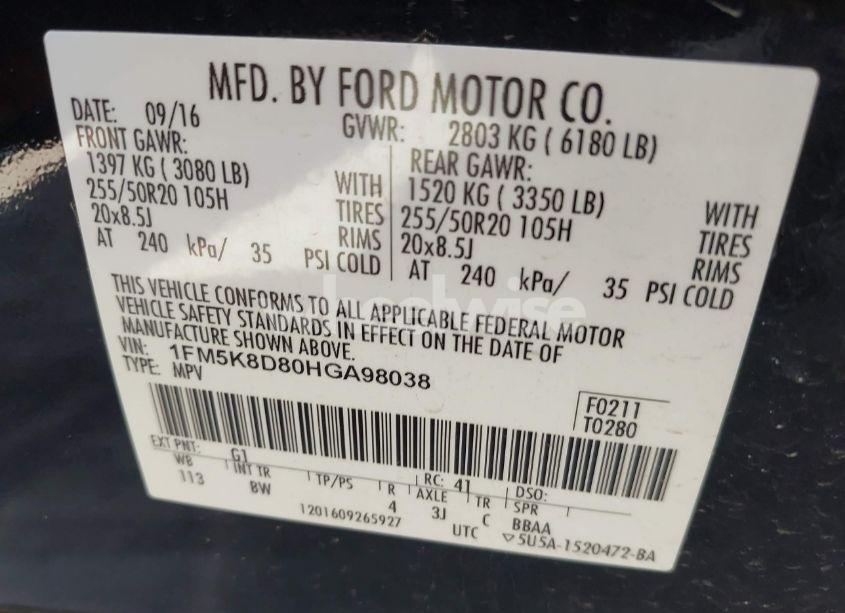 MFD. BY FORD MOTOR CO.
DATE: 09/16 GVWR: 2803 KG ( 6180 LB)
FRONT GAWR: REAR GAWR:
1397 KG ( 3080 LB) WITH 1520 KG ( 3350 LB) WITH
255/50R20 105H TIRES 255/50R20 105H TIRES
20x8.5J RIMS 20x8.5J RIMS
AT 240 kPa/ 35 PSI COLD AT 240 kPa/ 35 PSI COLD
THIS VEHICLE CONFORMS TO ALL APPLICABLE FEDERAL MOTOR
VEHICLE SAFETY STANDARDS IN EFFECT ON THE DATE OF
MANUFACTURE SHOWN ABOVE.
VIN: 1FM5K8D80HGA98038
TYPE: MPV
F0211
T0280
EXT PNT: G1 RC: 41 DSO:
WB INT TR TP/PS R AXLE TR SPR
113 BW 4 3J C BBAA
1201609265927 UTC ▽5U5A-1520472-BA